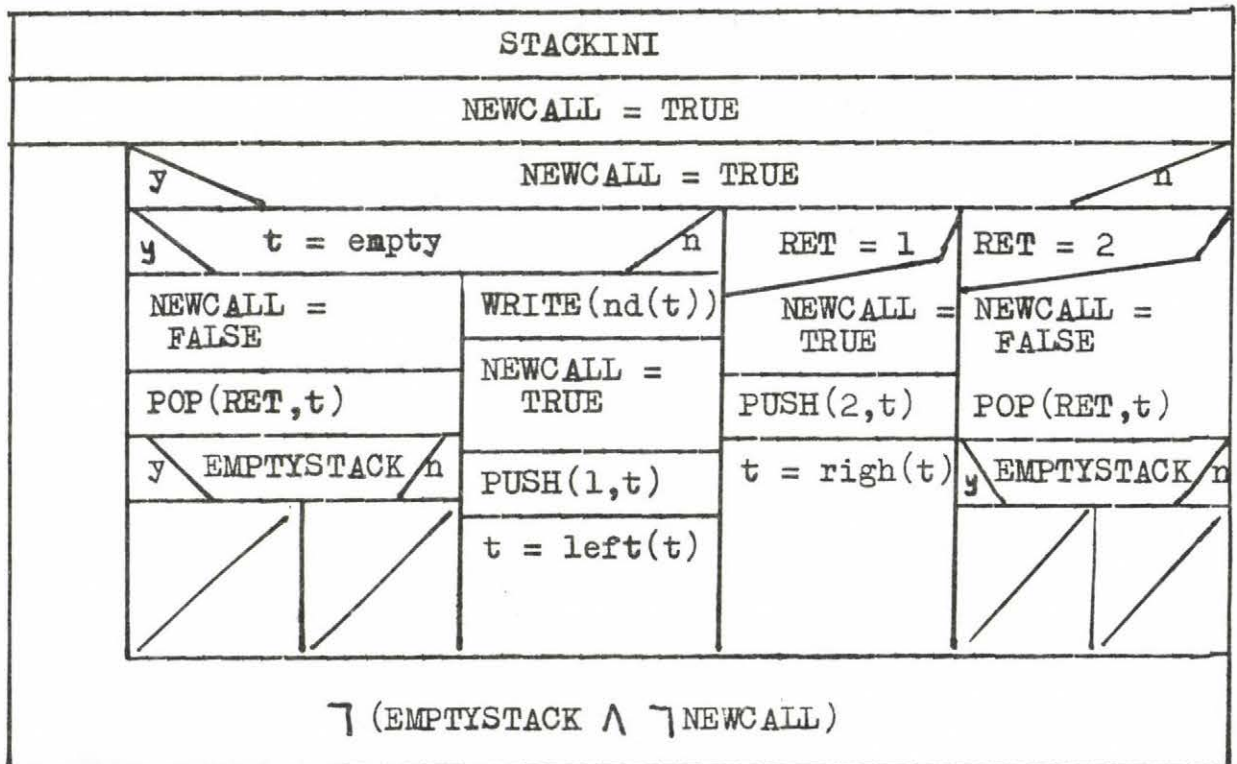 STACKINI
NEWCALL = TRUE
y NEWCALL = TRUE n
y t = empty n
NEWCALL =
FALSE
POP(RET,t)
y EMPTYSTACK n
WRITE(nd(t))
NEWCALL =
TRUE
PUSH(1,t)
t = left(t)
RET = 1
NEWCALL =
TRUE
PUSH(2,t)
t = righ(t)
RET = 2
NEWCALL =
FALSE
POP(RET,t)
y EMPTYSTACK n
⌉ (EMPTYSTACK ∧ ⌉ NEWCALL)